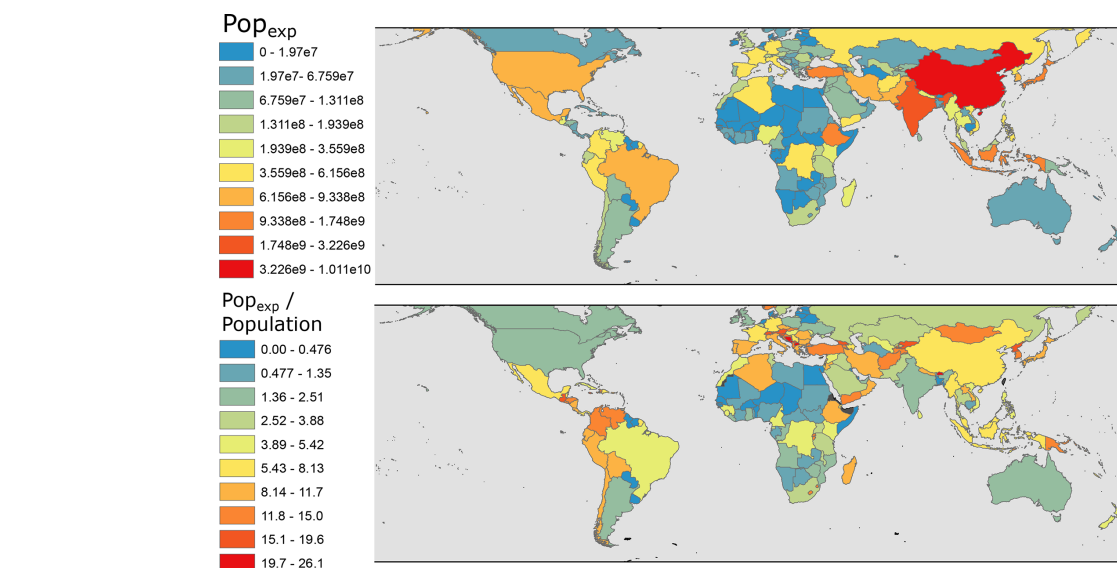 Popexp
0 - 1.97e7
1.97e7- 6.759e7
6.759e7 - 1.311e8
1.311e8 - 1.939e8
1.939e8 - 3.559e8
3.559e8 - 6.156e8
6.156e8 - 9.338e8
9.338e8 - 1.748e9
1.748e9 - 3.226e9
3.226e9 - 1.011e10
Popexp /
Population
0.00 - 0.476
0.477 - 1.35
1.36 - 2.51
2.52 - 3.88
3.89 - 5.42
5.43 - 8.13
8.14 - 11.7
11.8 - 15.0
15.1 - 19.6
19.7 - 26.1